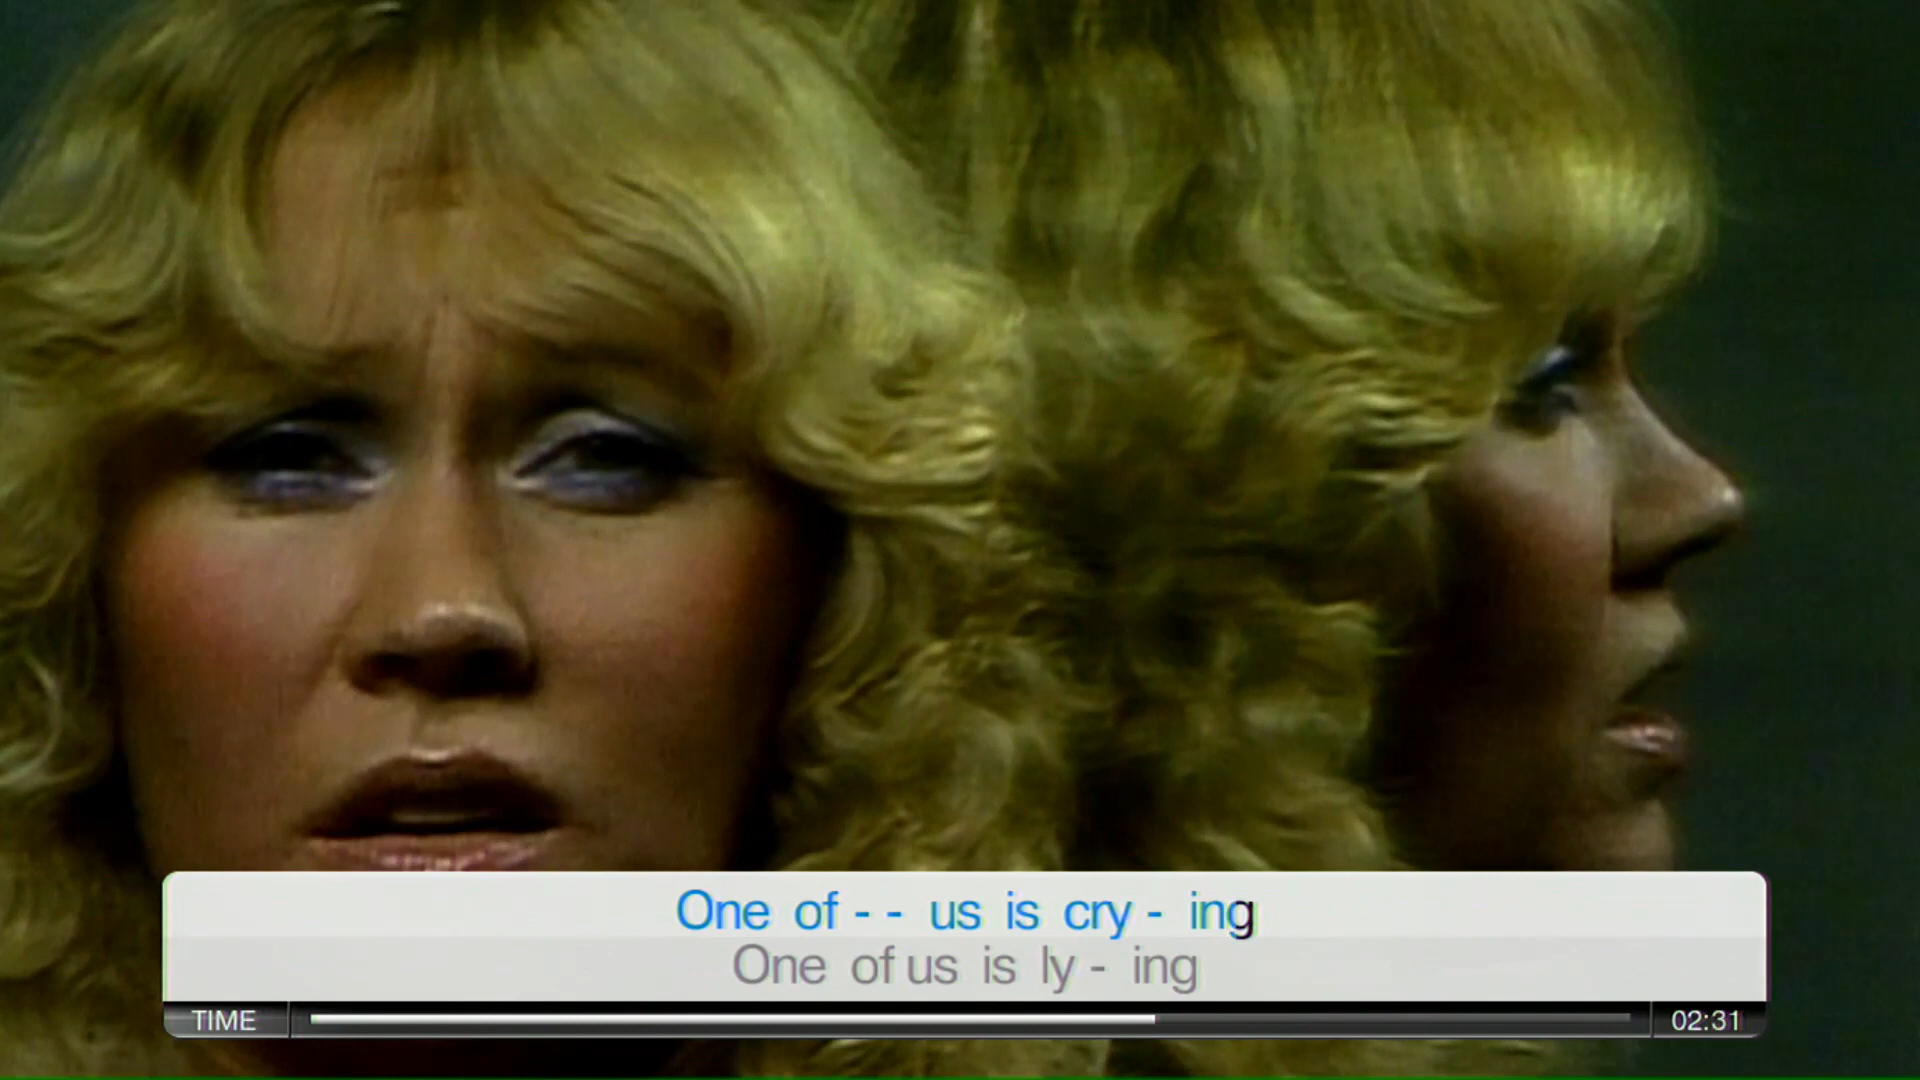 One of - - us is cry - ing
One of us is ly - ing
TIME
02:31